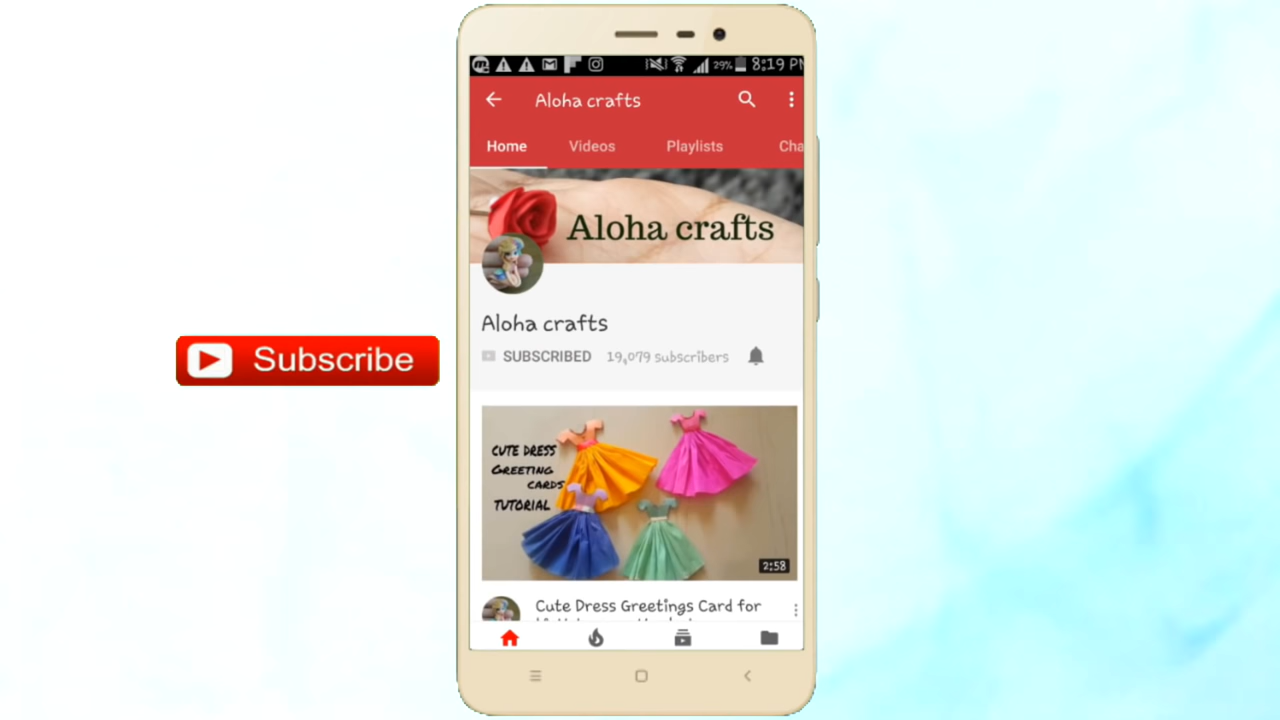 29% 8:19
Aloha crafts
Home Videos Playlists Cha
Aloha crafts
Aloha crafts
SUBSCRIBED 19,079 subscribers
Subscribe
CUTE DRESS
GREETING
CARDS
TUTORIAL
2:58
Cute Dress Greetings Card for